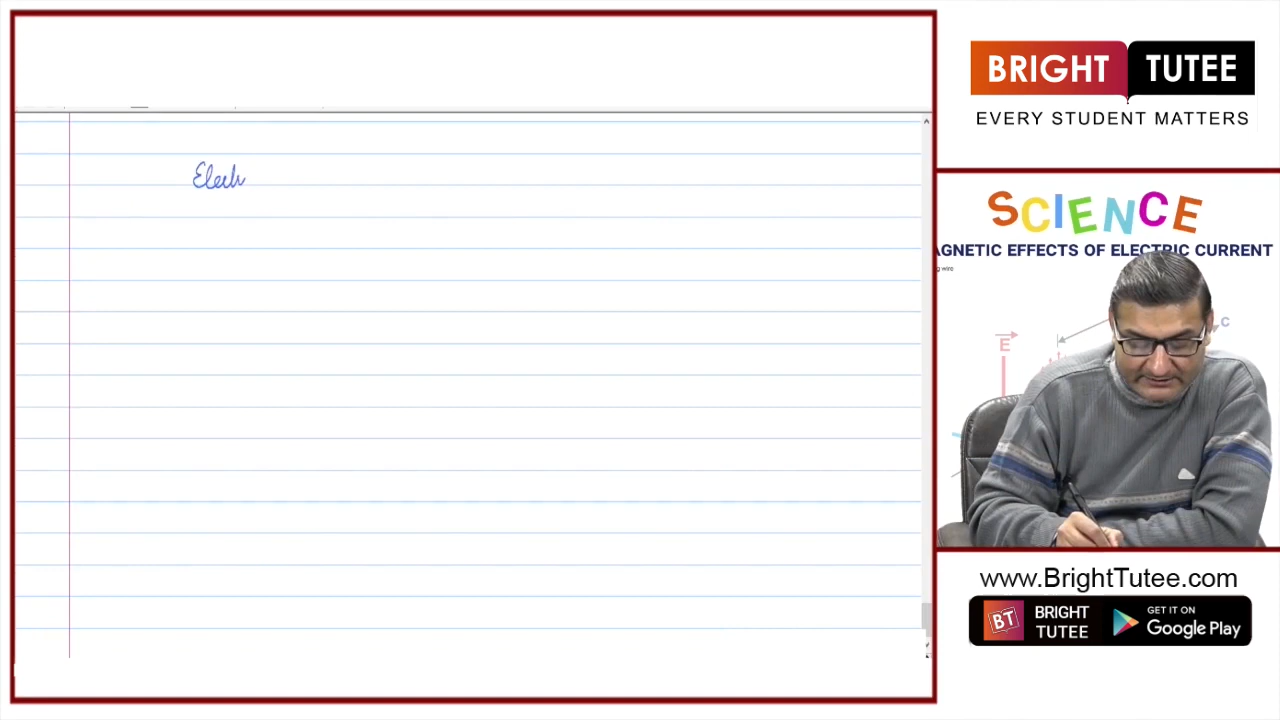 BRIGHT TUTEE
EVERY STUDENT MATTERS
SCIENCE
AGNETIC EFFECTS OF ELECTRIC CURRENT
g wire
E
C
www.BrightTutee.com
BT BRIGHT TUTEE
GET IT ON
Google Play